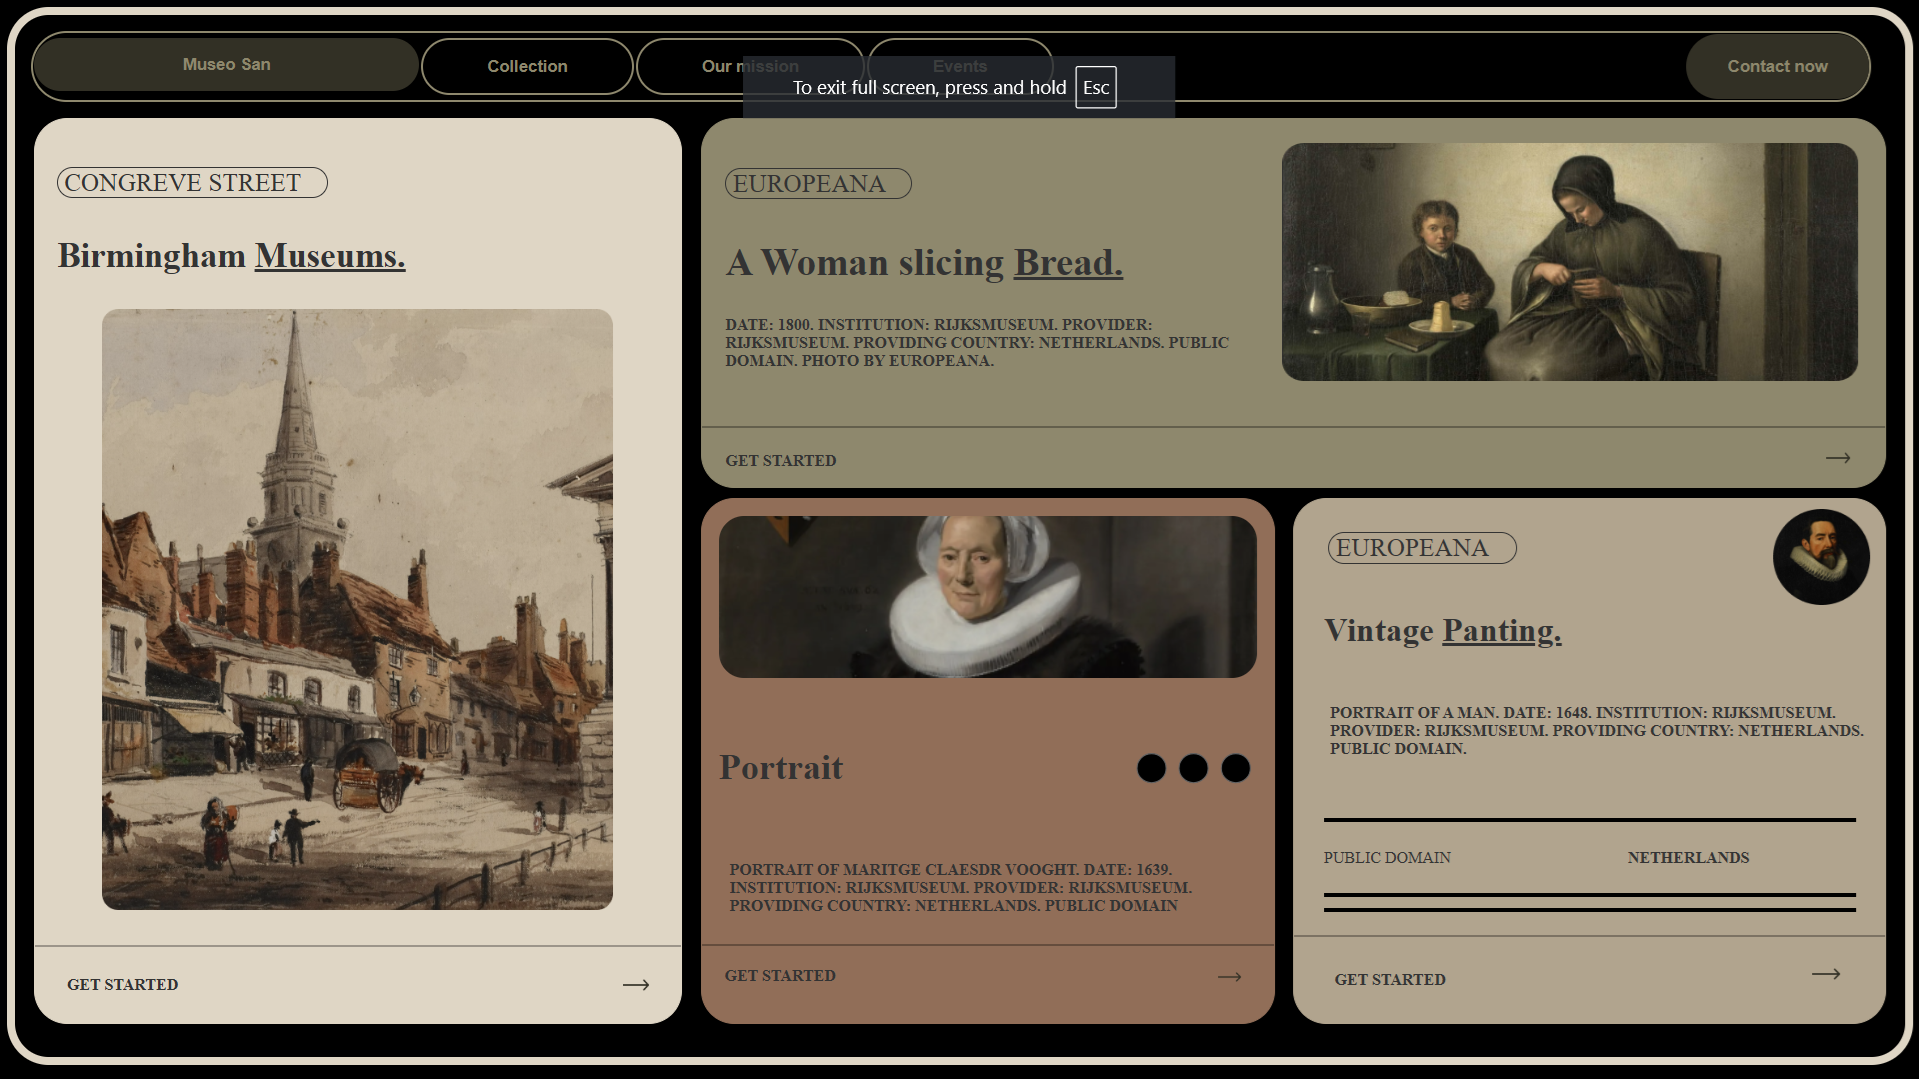 Museo San
Collection
Our mission
Events
Contact now
To exit full screen, press and hold Esc
CONGREVE STREET
Birmingham Museums.
GET STARTED
EUROPEANA
A Woman slicing Bread.
DATE: 1800. INSTITUTION: RIJKSMUSEUM. PROVIDER:
RIJKSMUSEUM. PROVIDING COUNTRY: NETHERLANDS. PUBLIC
DOMAIN. PHOTO BY EUROPEANA.
GET STARTED
Portrait
PORTRAIT OF MARITGE CLAESDR VOOGHT. DATE: 1639.
INSTITUTION: RIJKSMUSEUM. PROVIDER: RIJKSMUSEUM.
PROVIDING COUNTRY: NETHERLANDS. PUBLIC DOMAIN
GET STARTED
EUROPEANA
Vintage Panting.
PORTRAIT OF A MAN. DATE: 1648. INSTITUTION: RIJKSMUSEUM.
PROVIDER: RIJKSMUSEUM. PROVIDING COUNTRY: NETHERLANDS.
PUBLIC DOMAIN.
PUBLIC DOMAIN
NETHERLANDS
GET STARTED